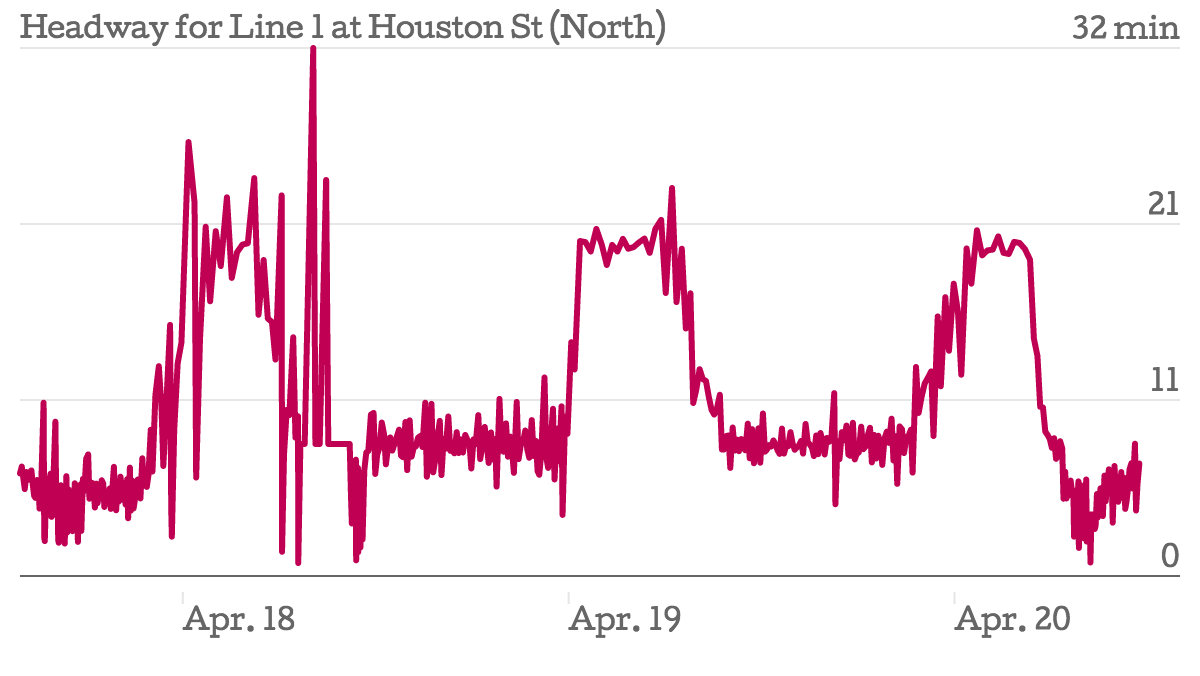 Headway for Line 1 at Houston St (North)
32 min
21
11
0
Apr. 18
Apr. 19
Apr. 20